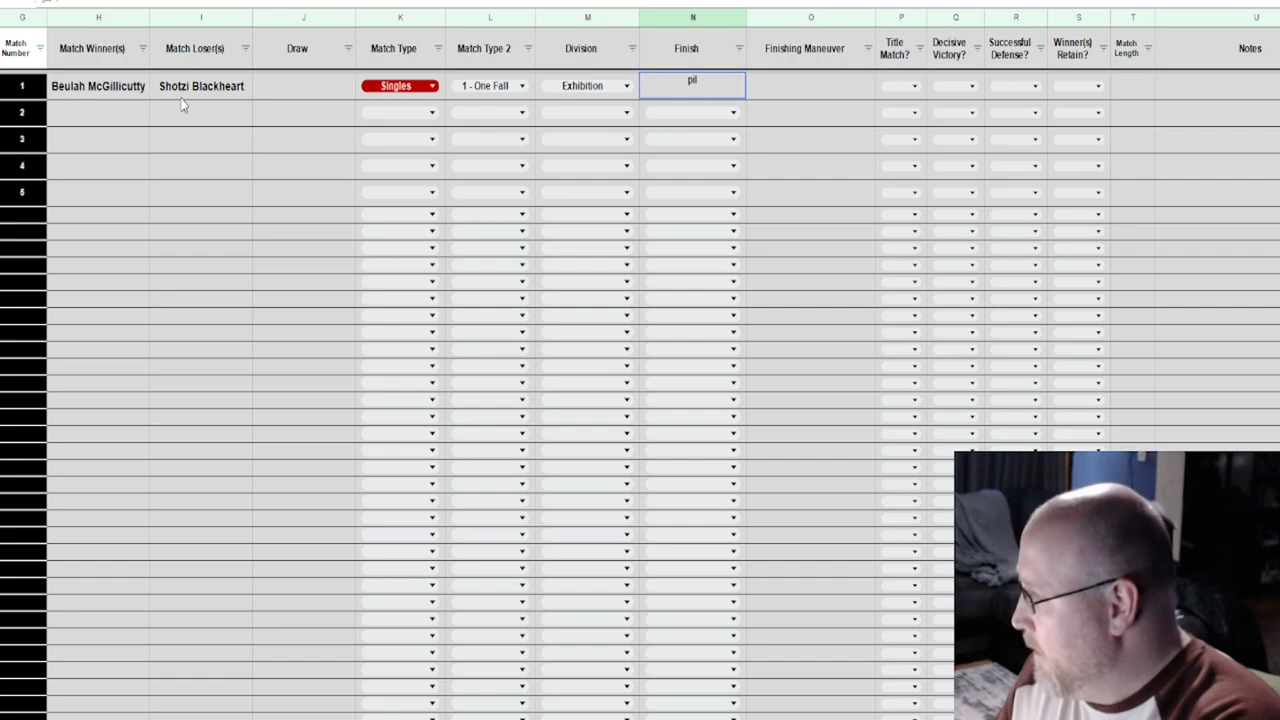 G H I J K L M N O P Q R S T U
Match Number
Match Winner(s)
Match Loser(s)
Draw
Match Type
Match Type 2
Division
Finish
Finishing Maneuver
Title Match?
Decisive Victory?
Successful Defense?
Winner(s) Retain?
Match Length
Notes
1 Beulah McGillicutty Shotzi Blackheart Singles 1 - One Fall Exhibition pil
2
3
4
5